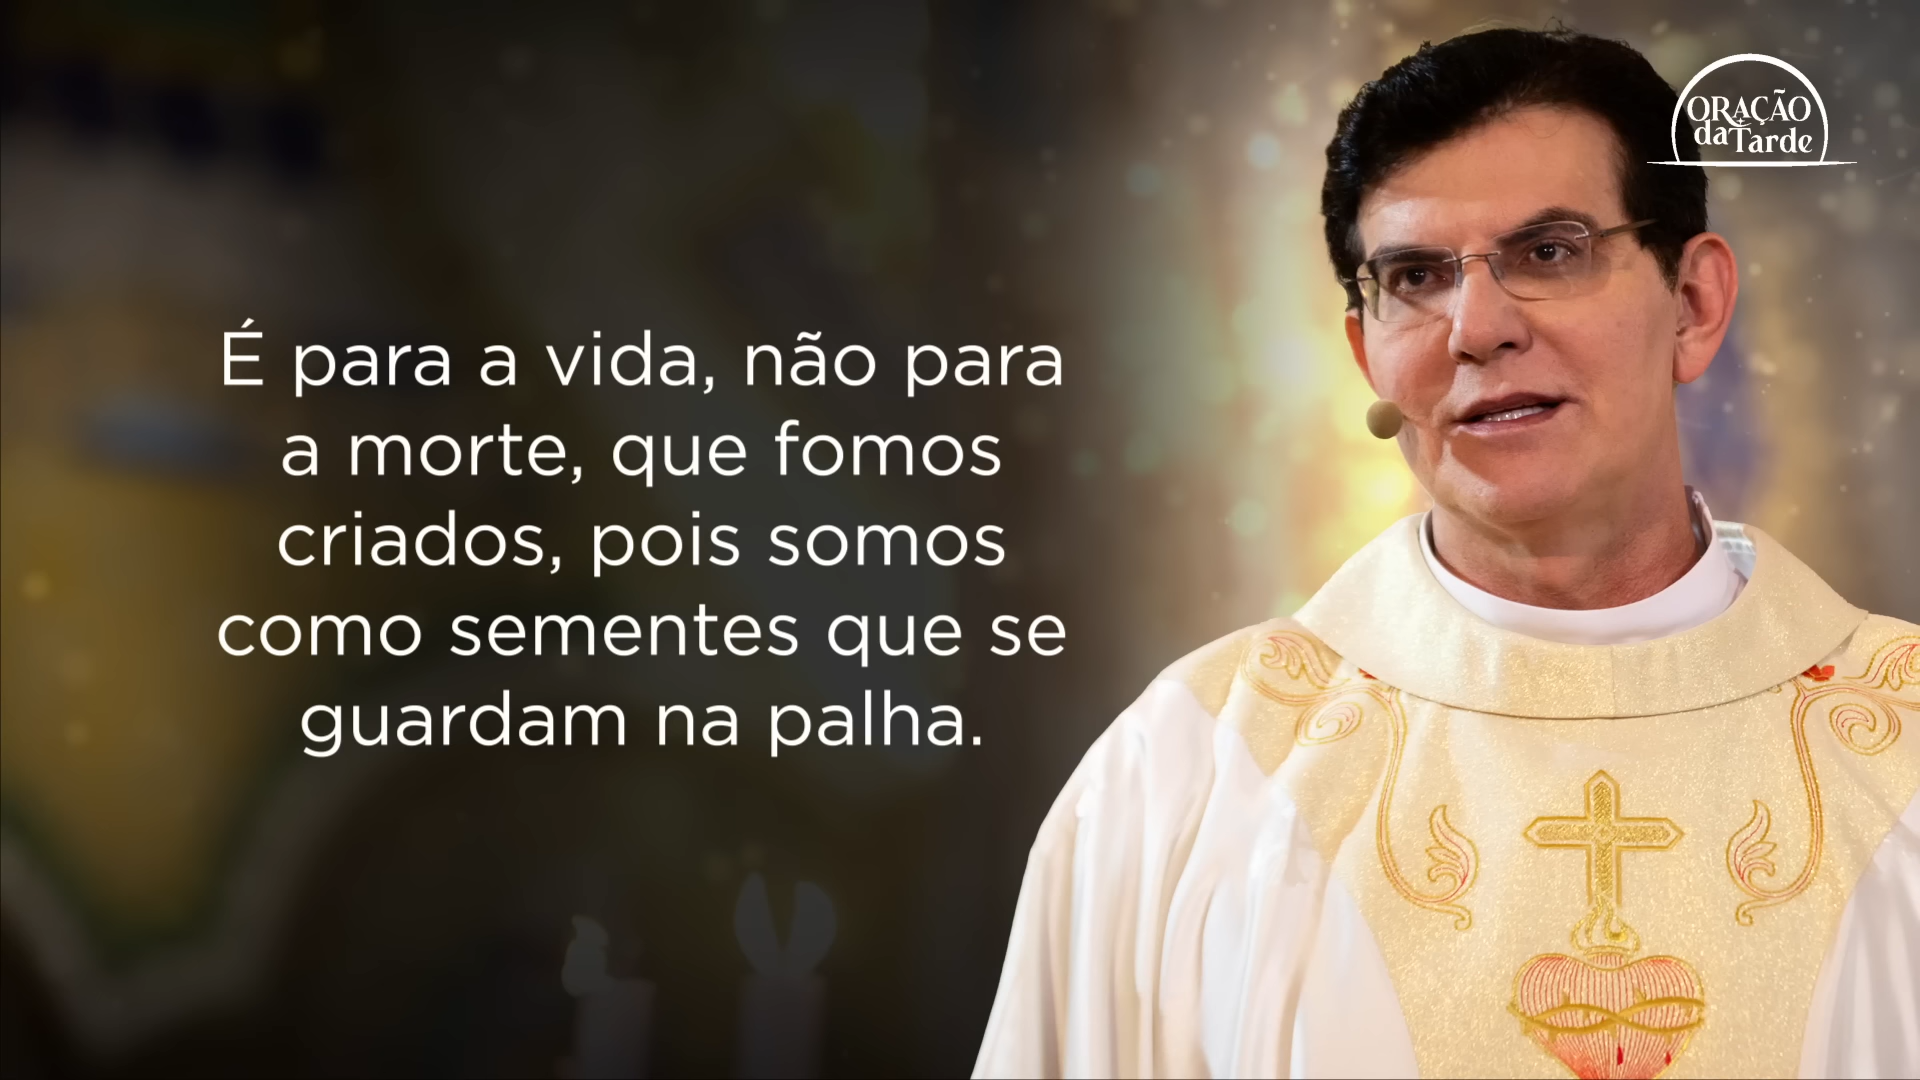 ORAÇÃO
da Tarde
É para a vida, não para
a morte, que fomos
criados, pois somos
como sementes que se
guardam na palha.